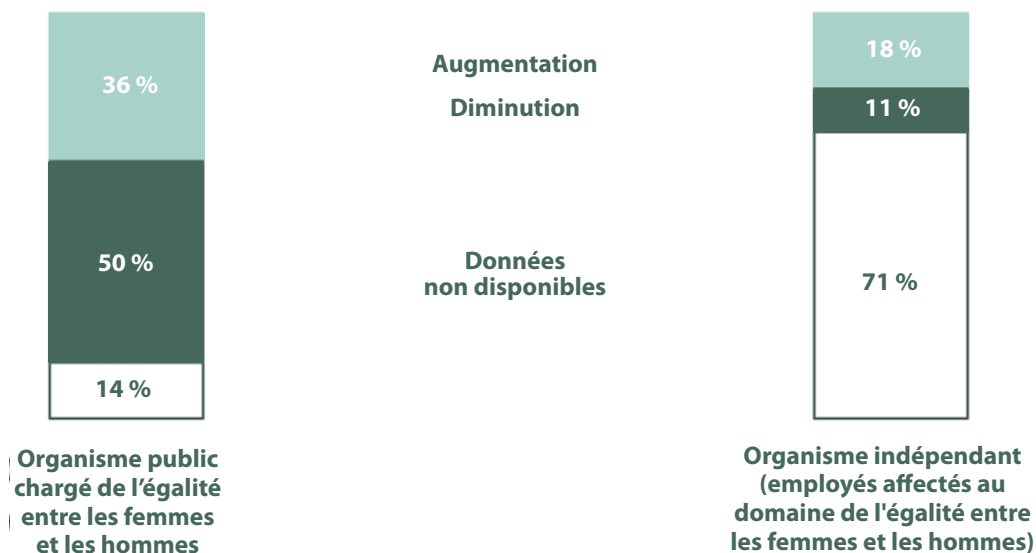 36 %
50 %
14 %
Organisme public
chargé de l’égalité
entre les femmes
et les hommes
Augmentation
Diminution
Données
non disponibles
18 %
11 %
71 %
Organisme indépendant
(employés affectés au
domaine de l'égalité entre
les femmes et les hommes)